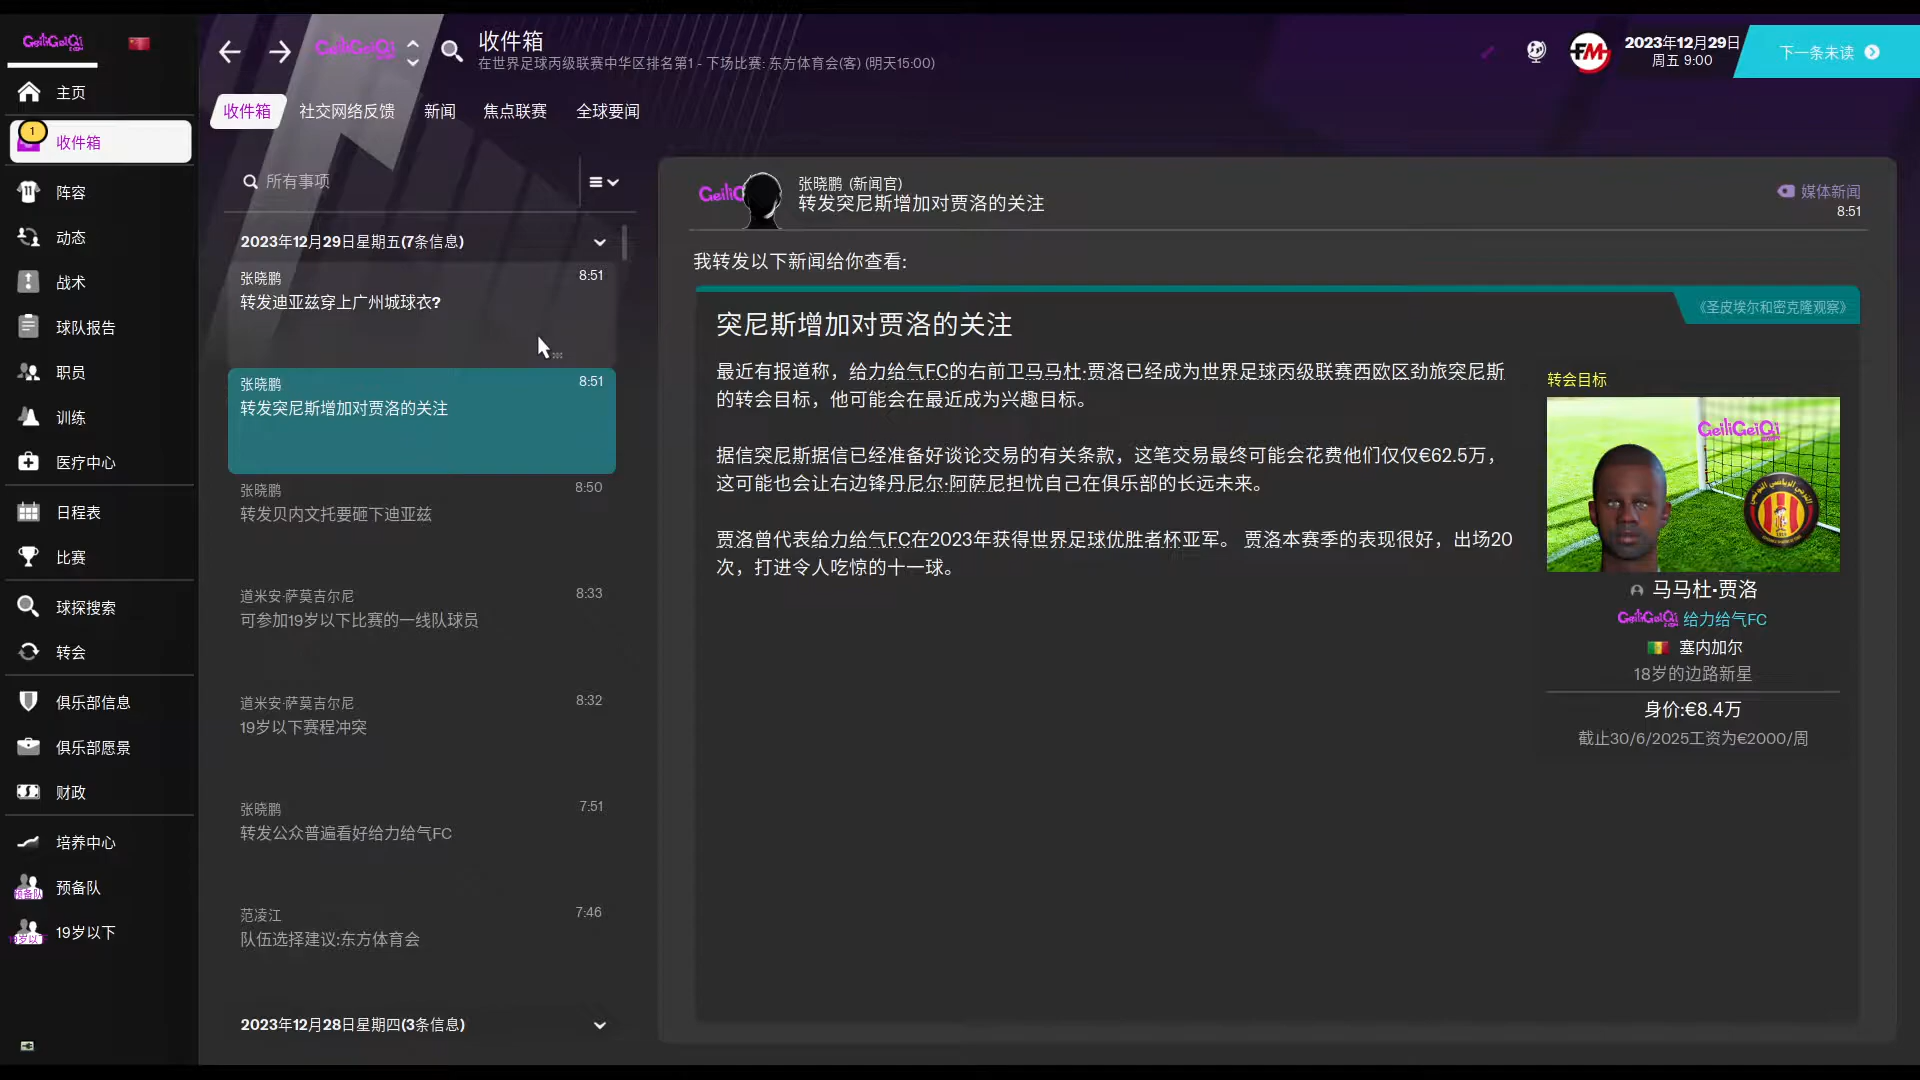 GeiliGeiQi
主页
1
收件箱
阵容
动态
战术
球队报告
职员
训练
医疗中心
日程表
比赛
球探搜索
转会
俱乐部信息
俱乐部愿景
财政
培养中心
预备队
预备队
19岁以下
19岁以下
GeiliGeiQi
收件箱
在世界足球丙级联赛中华区排名第1 - 下场比赛: 东方体育会(客) (明天15:00)
FM
2023年12月29日
周五 9:00
下一条未读
收件箱
社交网络反馈
新闻
焦点联赛
全球要闻
所有事项
2023年12月29日星期五(7条信息)
张晓鹏
8:51
转发迪亚兹穿上广州城球衣?
张晓鹏
8:51
转发突尼斯增加对贾洛的关注
张晓鹏
8:50
转发贝内文托要砸下迪亚兹
道米安·萨莫吉尔尼
8:33
可参加19岁以下比赛的一线队球员
道米安·萨莫吉尔尼
8:32
19岁以下赛程冲突
张晓鹏
7:51
转发公众普遍看好给力给气FC
范凌江
7:46
队伍选择建议:东方体育会
2023年12月28日星期四(3条信息)
张晓鹏 (新闻官)
转发突尼斯增加对贾洛的关注
媒体新闻
8:51
我转发以下新闻给你查看:
《圣皮埃尔和密克隆观察》
突尼斯增加对贾洛的关注
最近有报道称，给力给气FC的右前卫马马杜·贾洛已经成为世界足球丙级联赛西欧区劲旅突尼斯
的转会目标，他可能会在最近成为兴趣目标。
据信突尼斯据信已经准备好谈论交易的有关条款，这笔交易最终可能会花费他们仅仅€62.5万，
这可能也会让右边锋丹尼尔·阿萨尼担忧自己在俱乐部的长远未来。
贾洛曾代表给力给气FC在2023年获得世界足球优胜者杯亚军。 贾洛本赛季的表现很好，出场20
次，打进令人吃惊的十一球。
转会目标
GeiliGeiQi
马马杜·贾洛
GeiliGeiQi 给力给气FC
塞内加尔
18岁的边路新星
身价:€8.4万
截止30/6/2025工资为€2000/周